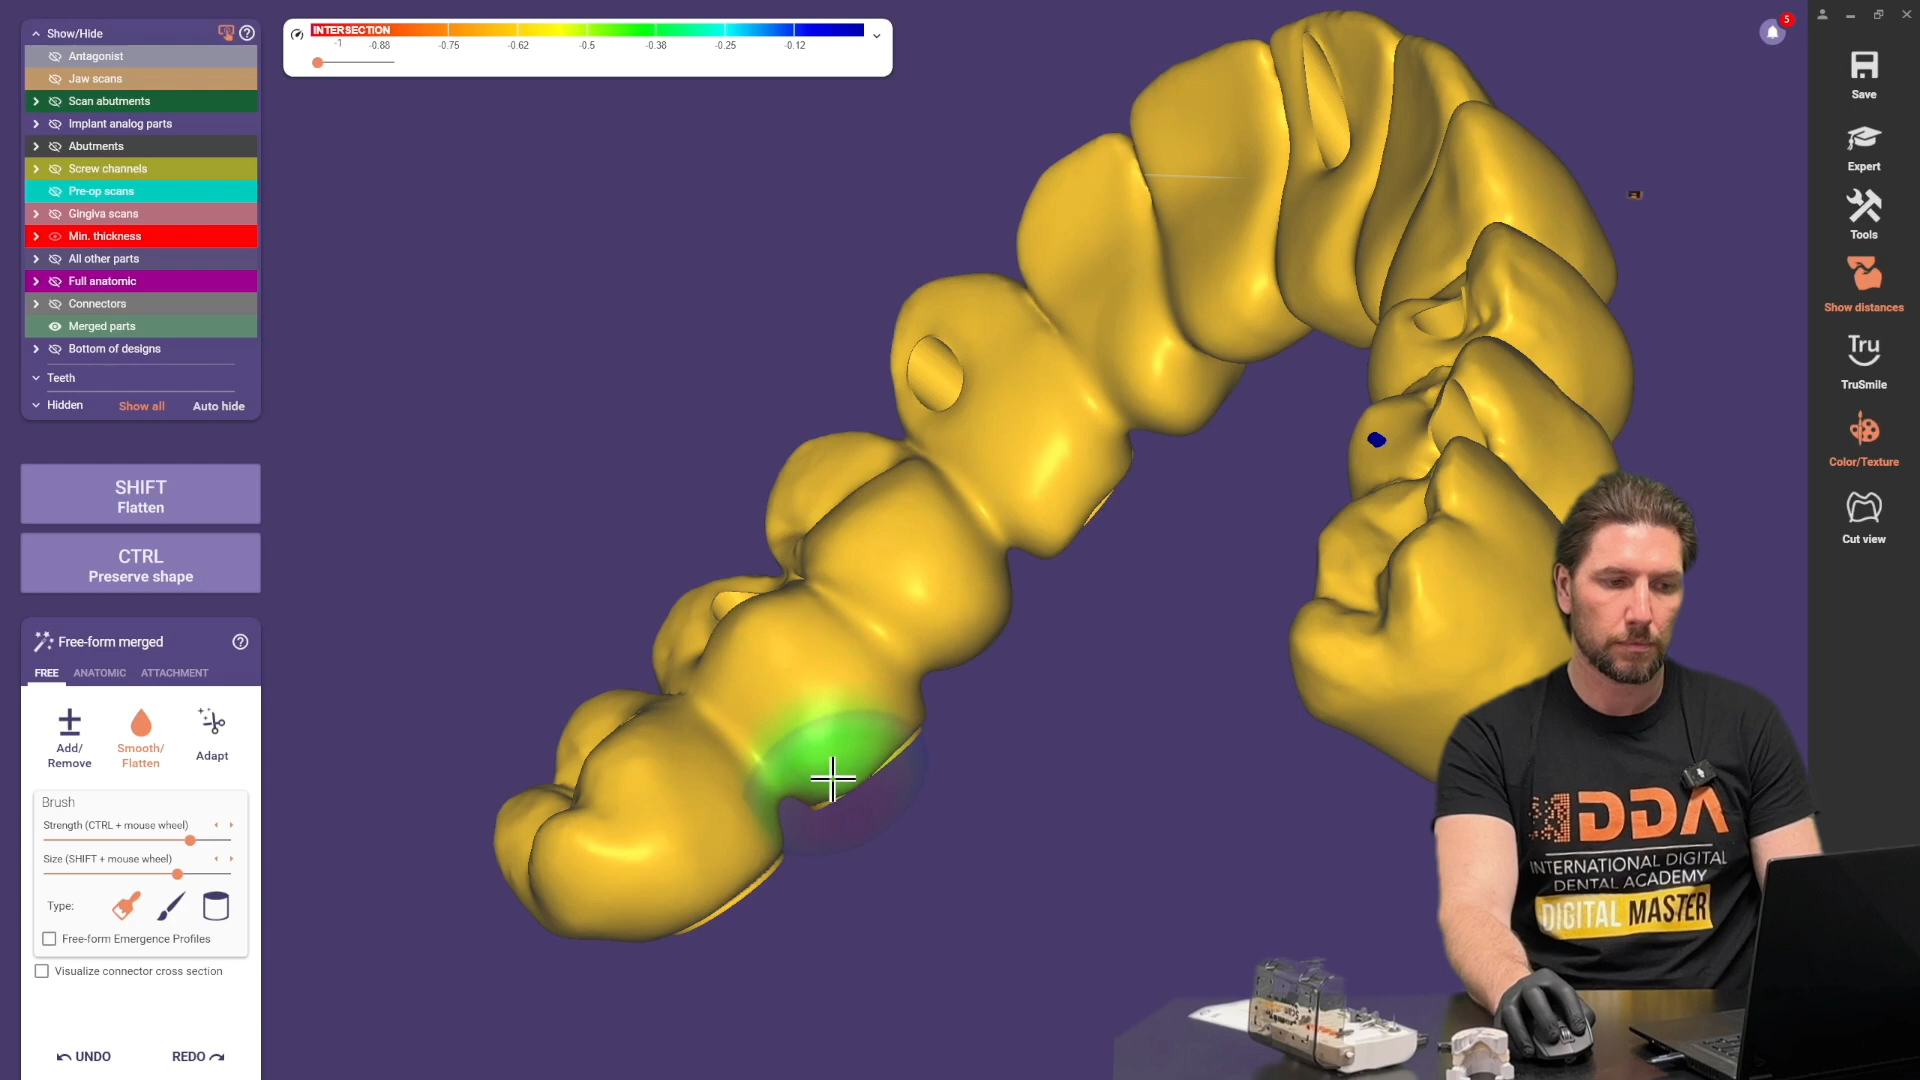 Show/Hide
Antagonist
Jaw scans
Scan abutments
Implant analog parts
Abutments
Screw channels
Pre-op scans
Gingiva scans
Min. thickness
All other parts
Full anatomic
Connectors
Merged parts
Bottom of designs
Teeth
Hidden Show all Auto hide
SHIFT
Flatten
CTRL
Preserve shape
Free-form merged
FREE ANATOMIC ATTACHMENT
Add/
Remove
Smooth/
Flatten
Adapt
Brush
Strength (CTRL + mouse wheel)
Size (SHIFT + mouse wheel)
Type:
Free-form Emergence Profiles
Visualize connector cross section
UNDO REDO
INTERSECTION
-1 -0.88 -0.75 -0.62 -0.5 -0.38 -0.25 -0.12
5
Save
Expert
Tools
Show distances
Tru
TruSmile
Color/Texture
Cut view
IDDA
INTERNATIONAL DIGITAL
DENTAL ACADEMY
DIGITAL MASTER